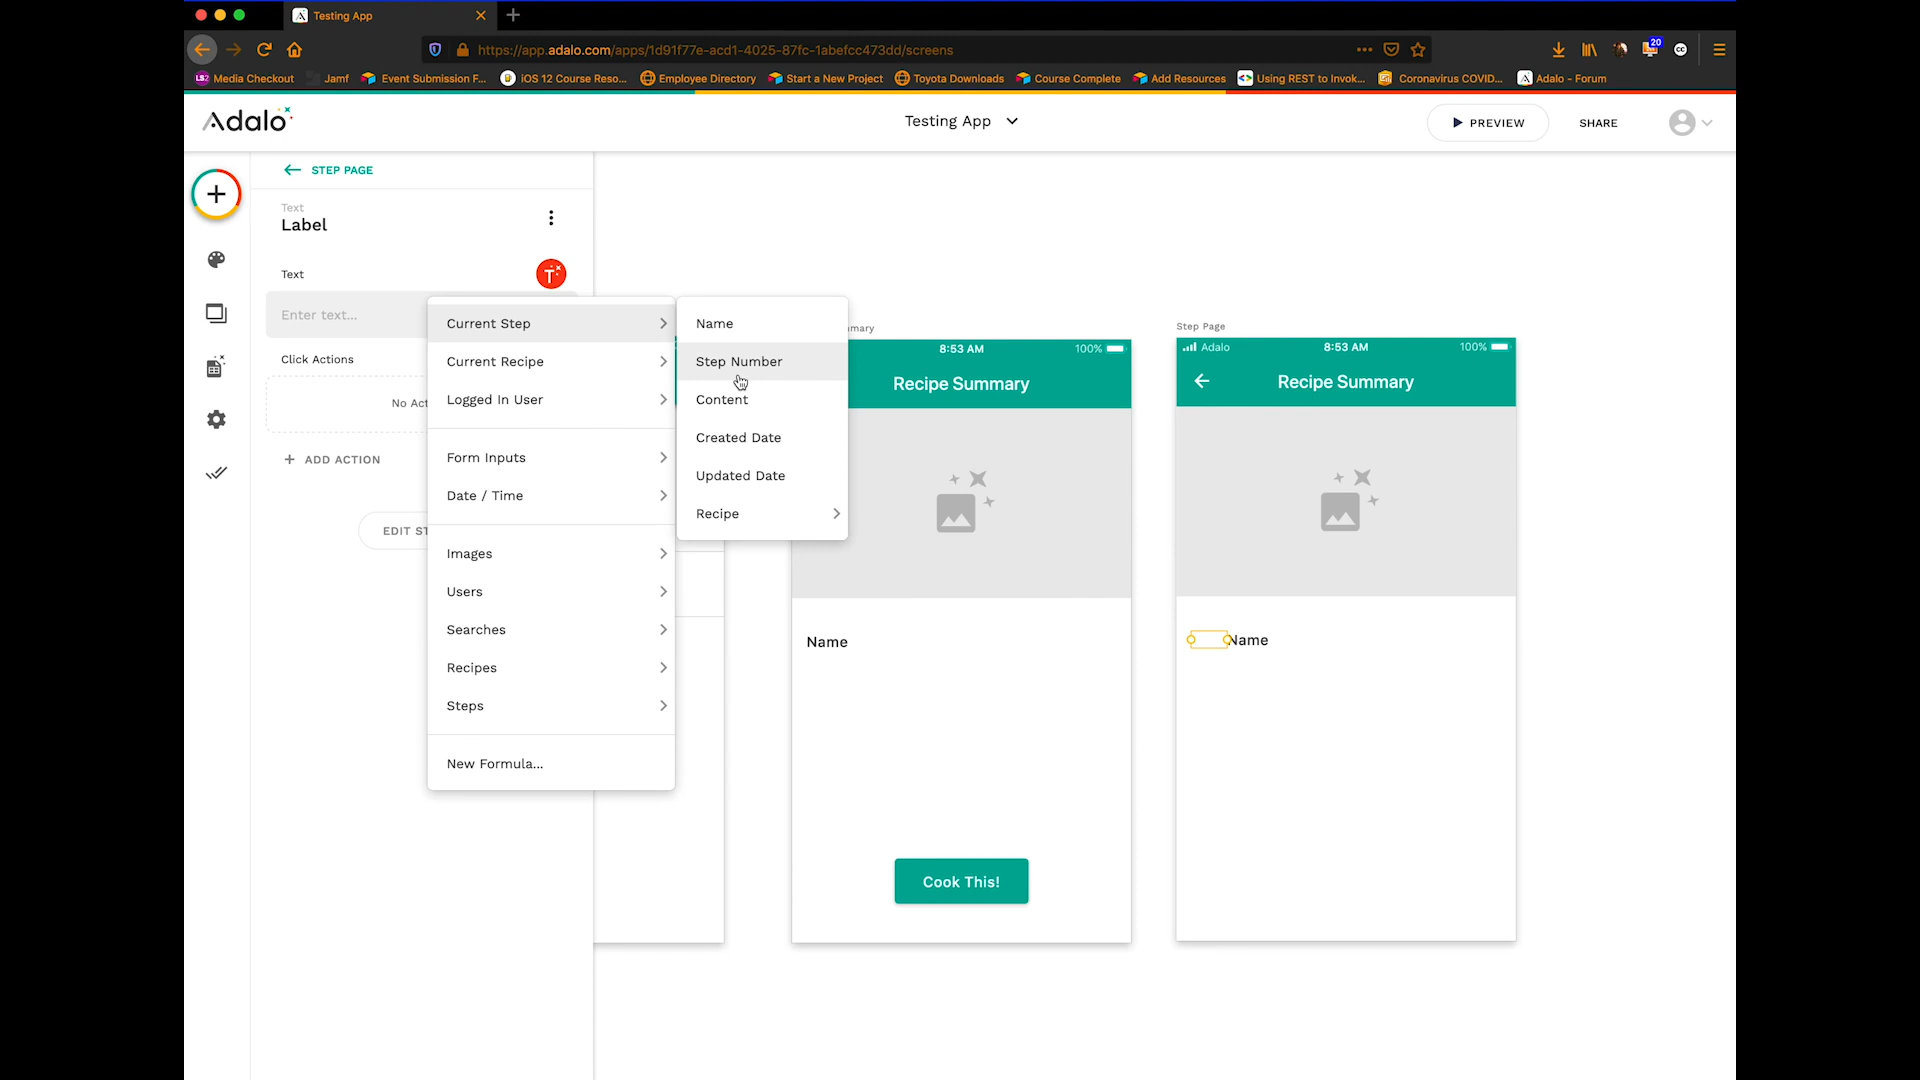 Testing App
https://app.adalo.com/apps/1d91f77e-acd1-4025-87fc-1abefcc473dd/screens
20
CC
LS2 Media Checkout
Jamf
Event Submission F...
iOS 12 Course Reso...
Employee Directory
Start a New Project
Toyota Downloads
Course Complete
Add Resources
Using REST to Invok...
Coronavirus COVID...
Adalo - Forum
Adalo
Testing App
PREVIEW
SHARE
STEP PAGE
Text
Label
Text
T
Enter text...
Click Actions
No Act
+ ADD ACTION
EDIT ST
Current Step
Current Recipe
Logged In User
Form Inputs
Date / Time
Images
Users
Searches
Recipes
Steps
New Formula...
Name
Step Number
Content
Created Date
Updated Date
Recipe
mmary
8:53 AM
100%
Recipe Summary
Name
Cook This!
Step Page
Adalo
8:53 AM
100%
Recipe Summary
Name